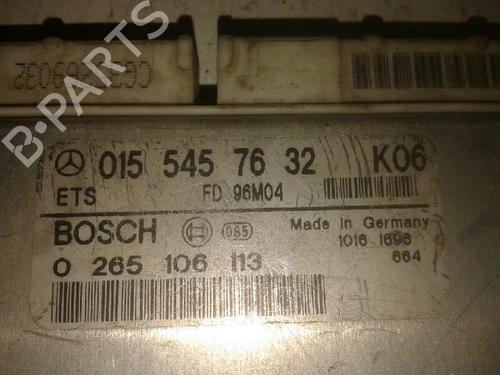 B-PARTS
015 545 76 32 K06
ETS FD 96M04
BOSCH 085 Made in Germany
0 265 106 113 1016 1696
664